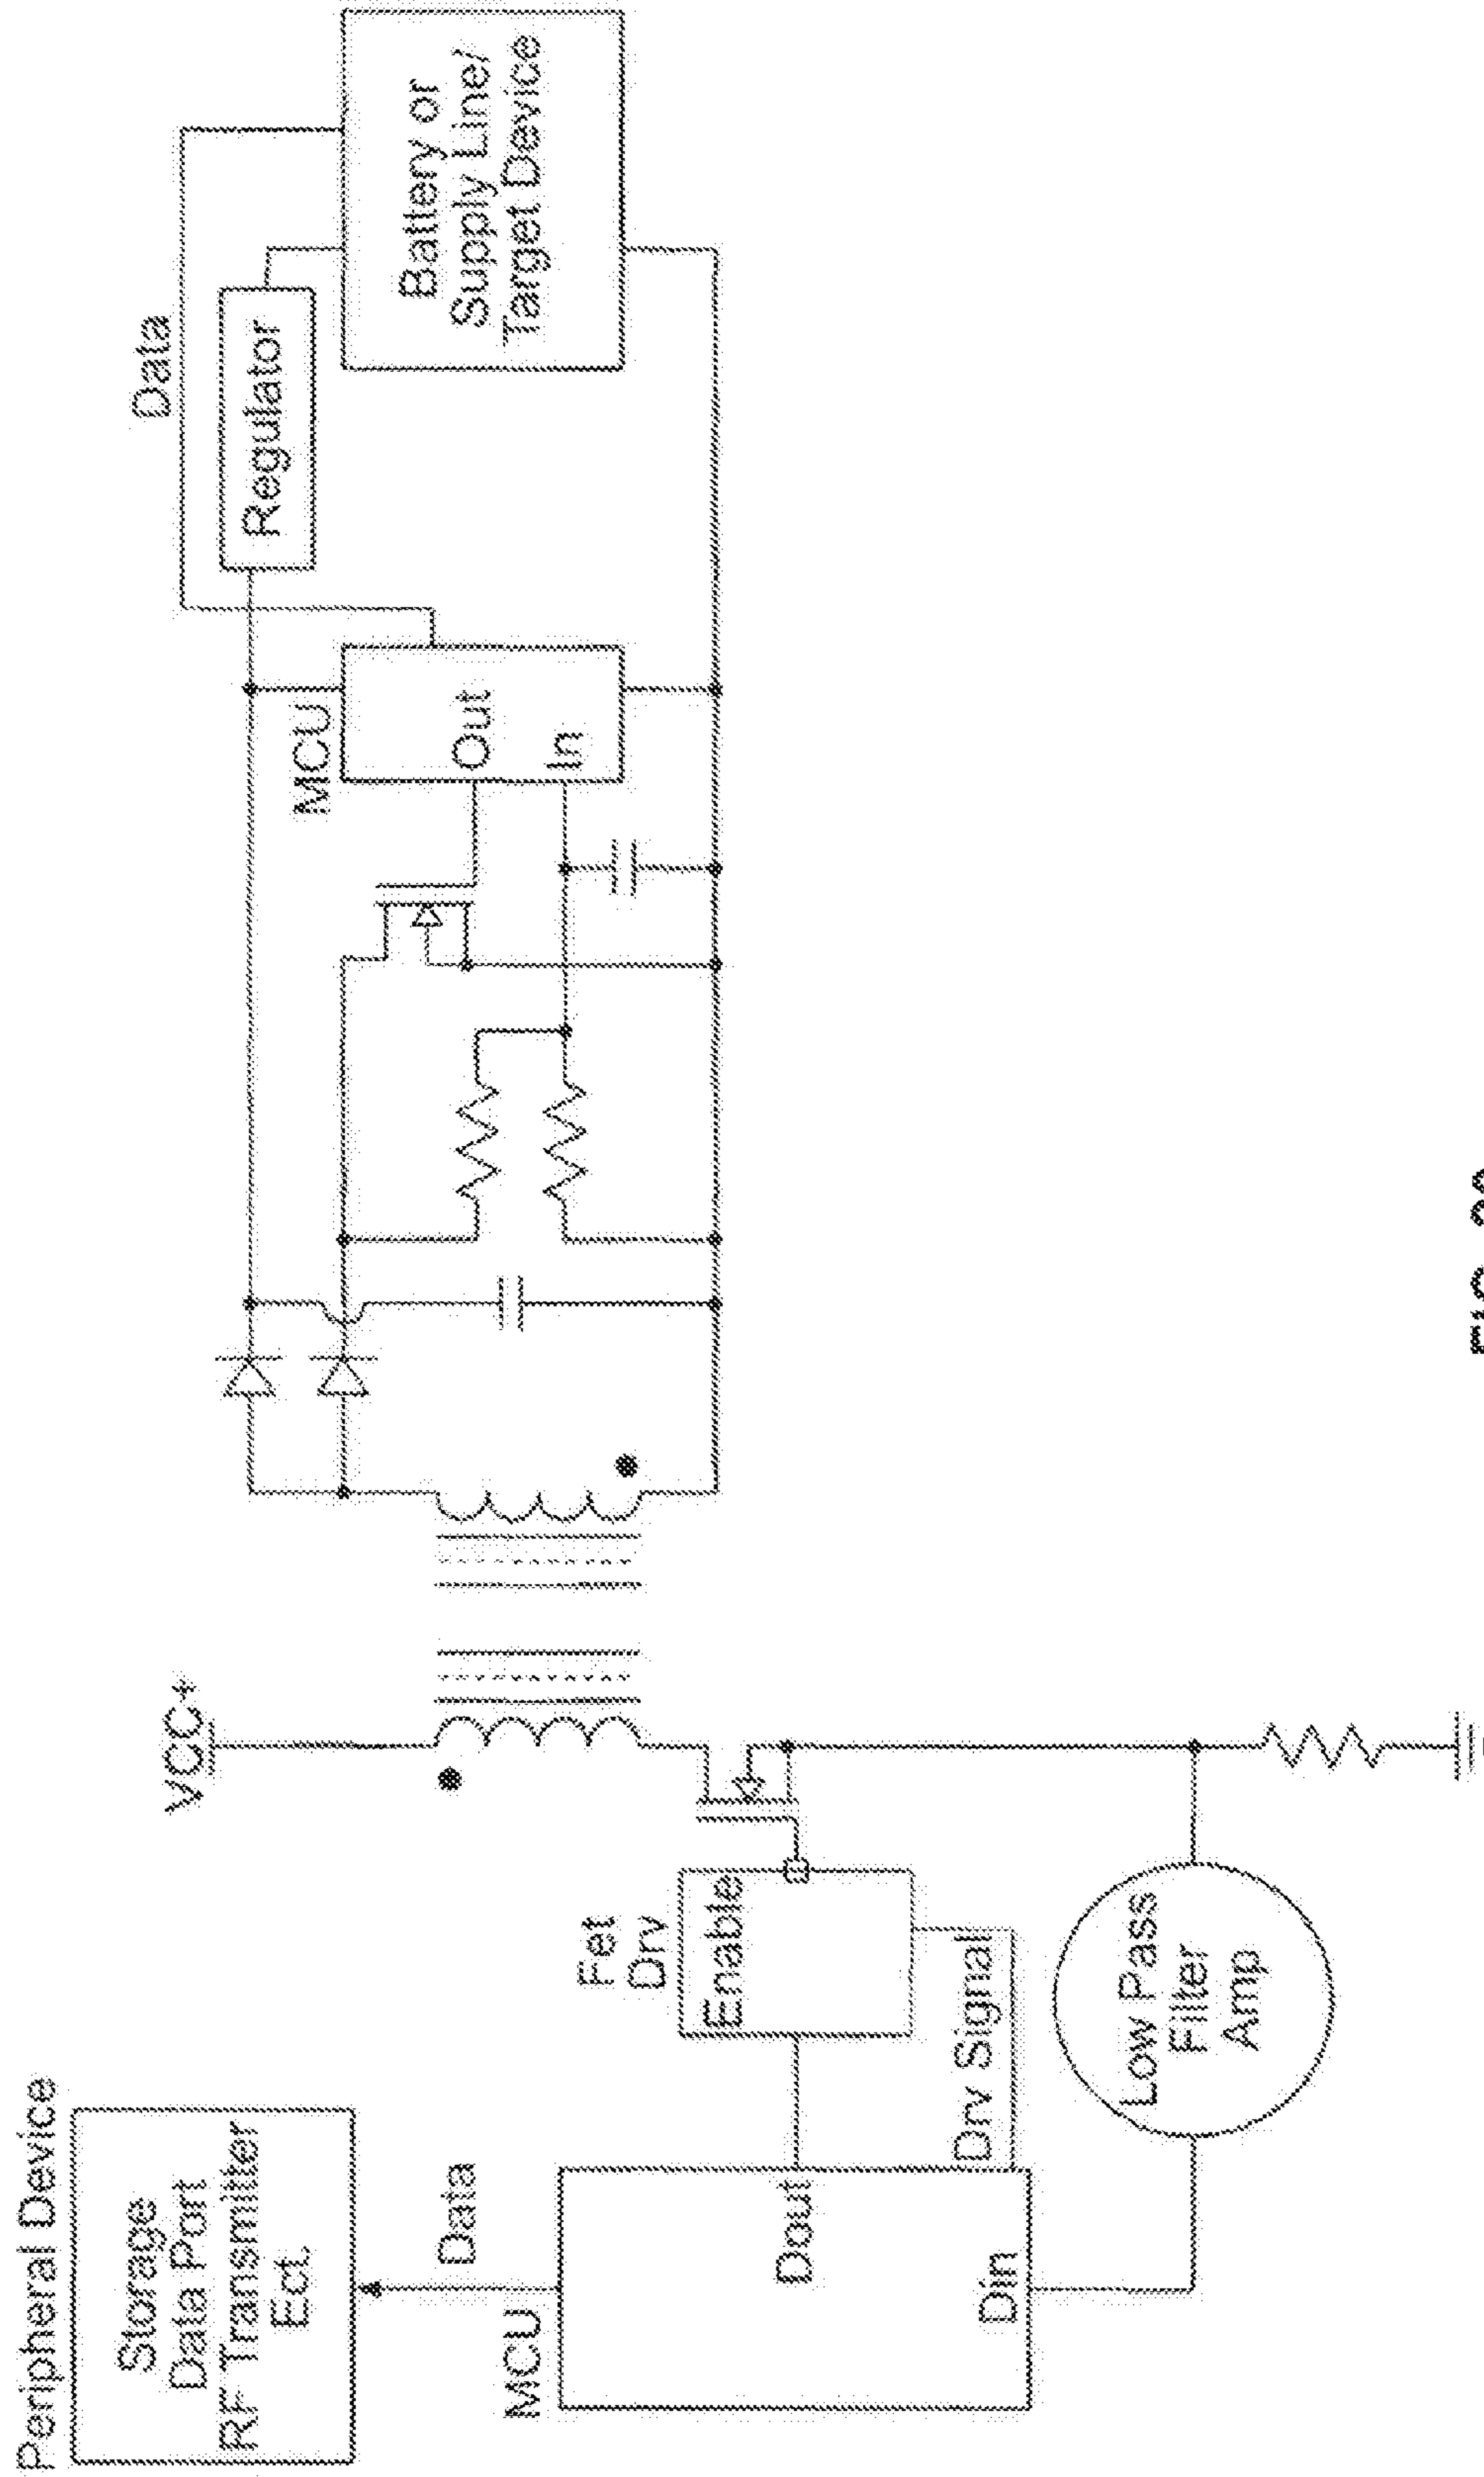 Peripheral Device
Storage
Data Port
RF Transmitter
Ect.
Data
MCU
Dout
Din
Drv Signal
Fet
Drv
Enable
Low Pass
Filter
Amp
VCC+
MCU
Out
In
Data
Regulator
Battery or
Supply Line/
Target Device